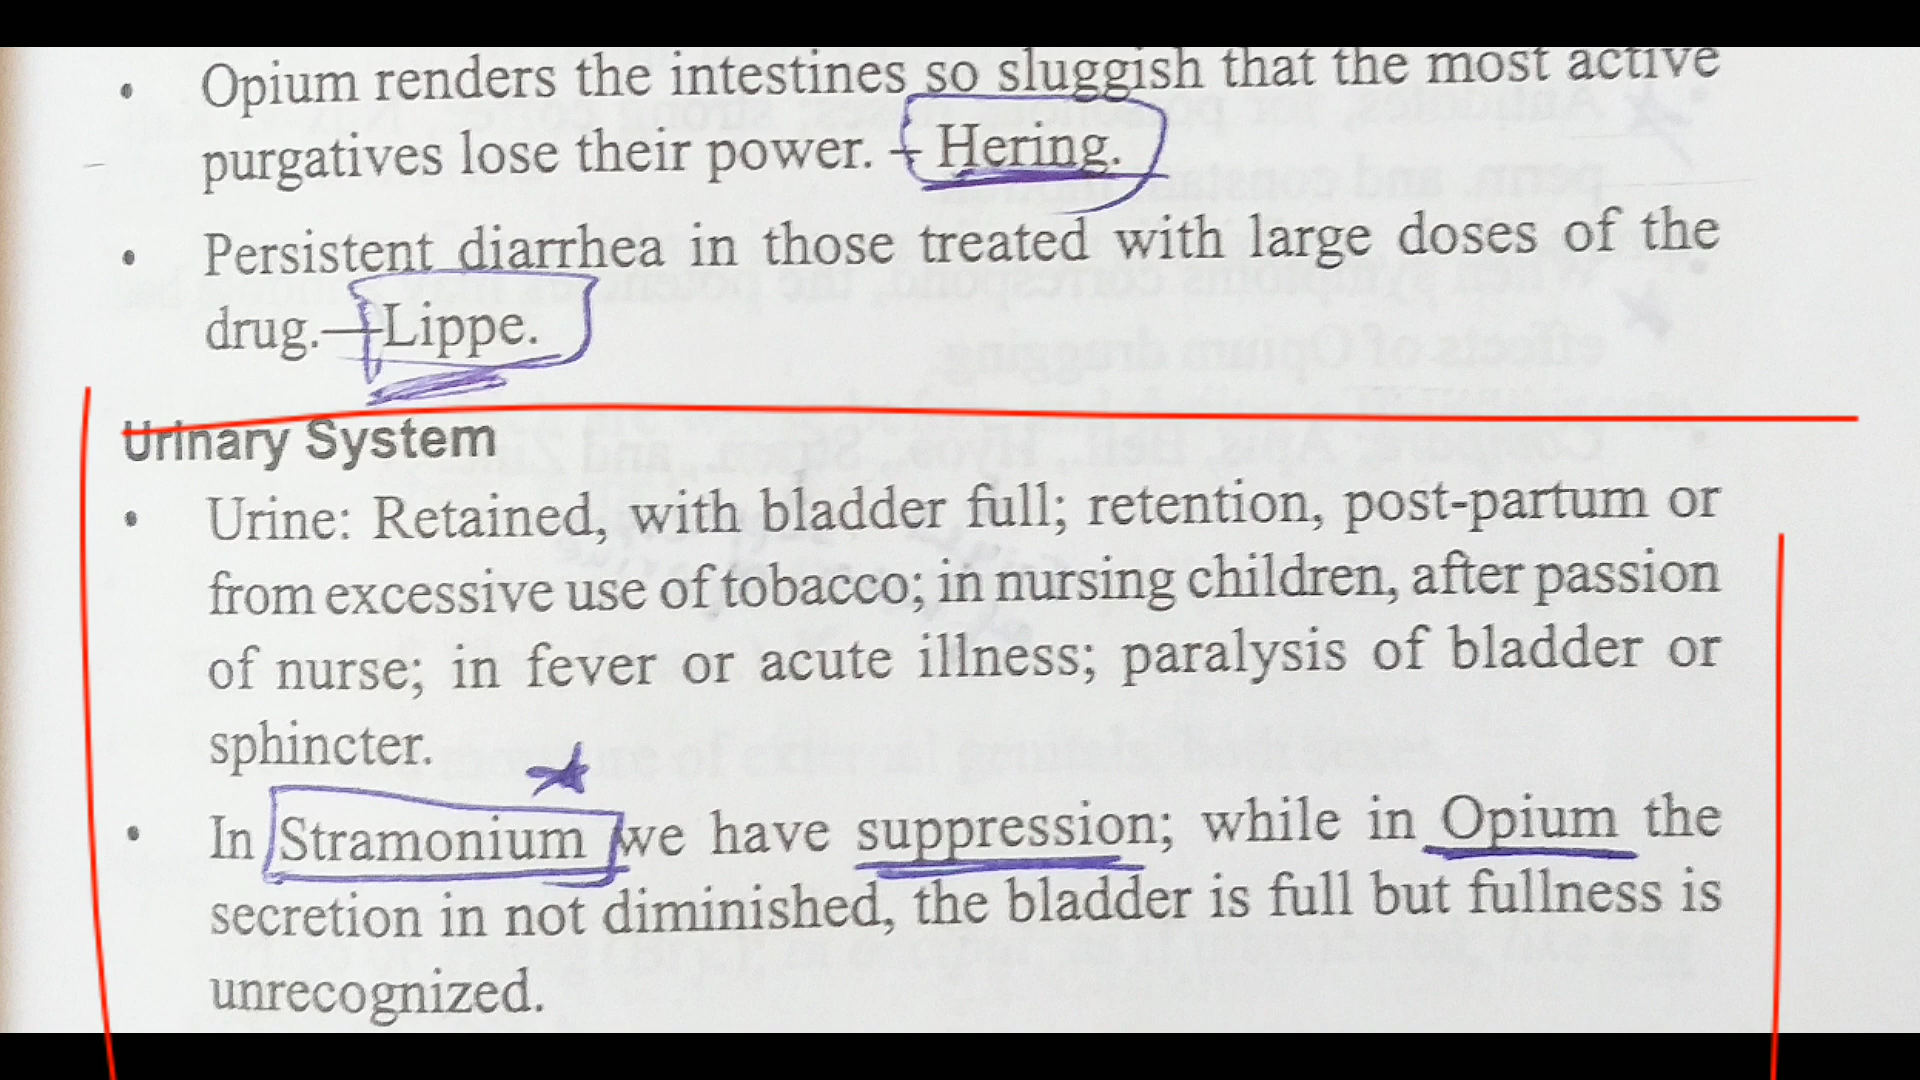 • Opium renders the intestines so sluggish that the most active
purgatives lose their power. – Hering.
• Persistent diarrhea in those treated with large doses of the
drug.—Lippe.
Urinary System
• Urine: Retained, with bladder full; retention, post-partum or
from excessive use of tobacco; in nursing children, after passion
of nurse; in fever or acute illness; paralysis of bladder or
sphincter.
• In Stramonium we have suppression; while in Opium the
secretion in not diminished, the bladder is full but fullness is
unrecognized.